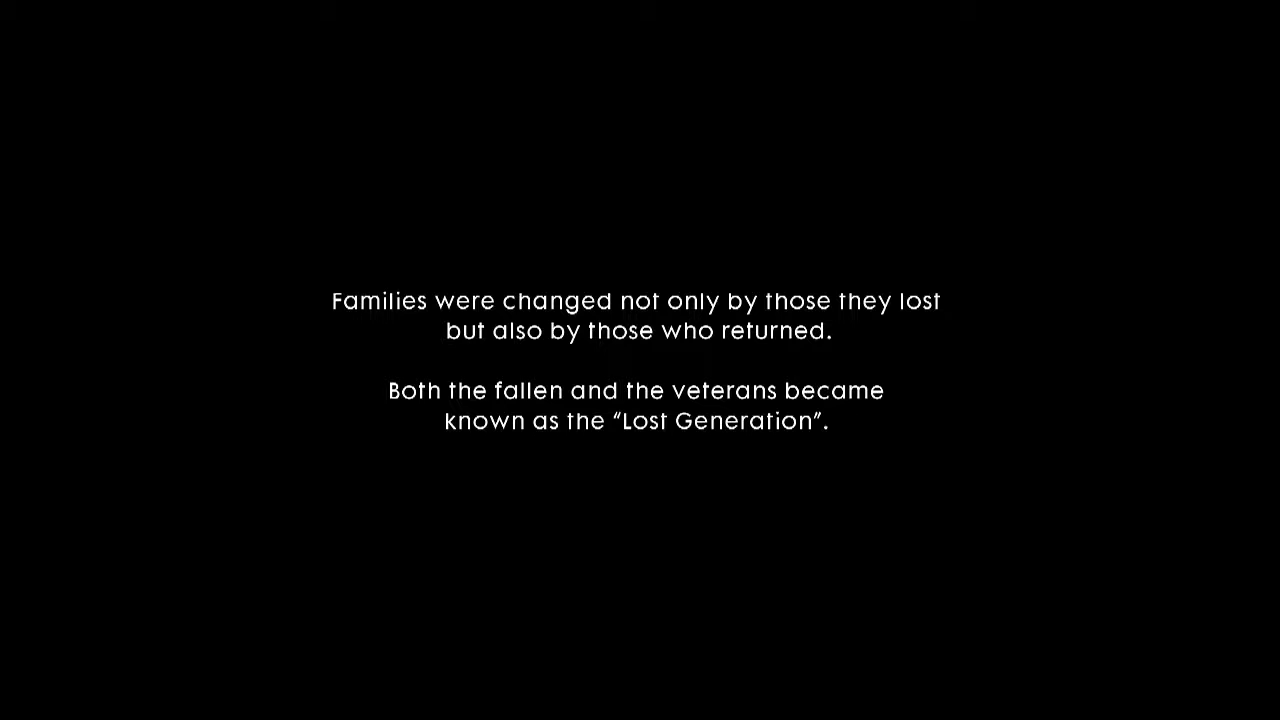 Families were changed not only by those they lost
but also by those who returned.
Both the fallen and the veterans became
known as the “Lost Generation”.